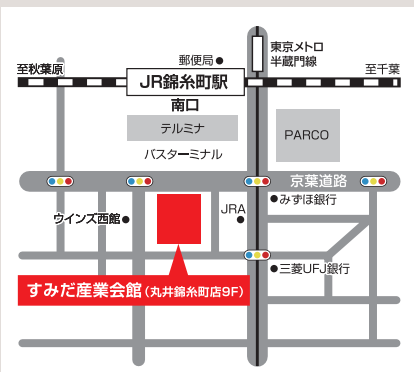 郵便局
東京メトロ
半蔵門線
至秋葉原
JR錦糸町駅
至千葉
南口
テルミナ
PARCO
バスターミナル
京葉道路
みずほ銀行
ウインズ西館
JRA
三菱UFJ銀行
すみだ産業会館(丸井錦糸町店9F)